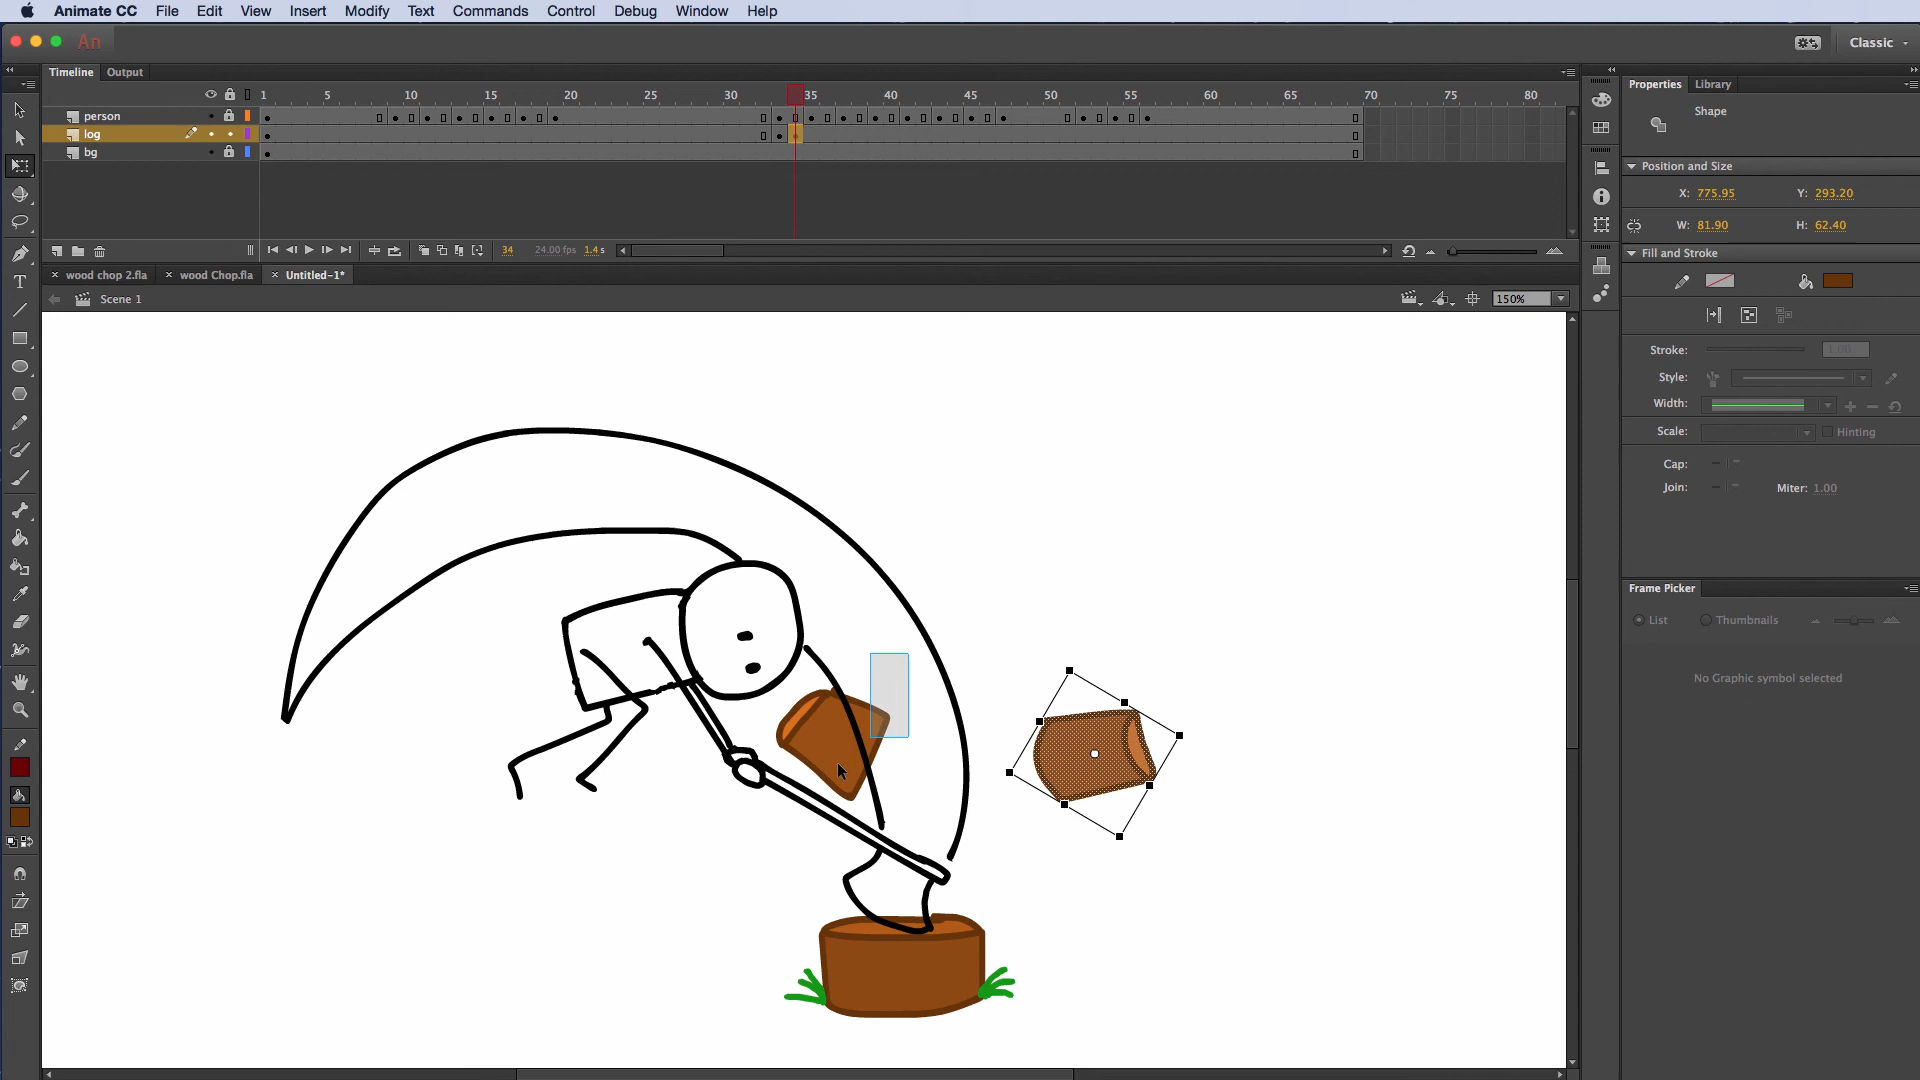 Animate CC File Edit View Insert Modify Text Commands Control Debug Window Help
An Classic
Timeline Output
Properties Library
1 5 10 15 20 25 30 35 40 45 50 55 60 65 70 75 80
person
log
bg
34 24.00 fps 1.4 s
wood chop 2.fla wood Chop.fla Untitled-1*
Scene 1 150%
Shape
Position and Size
X: 775.95 Y: 293.20
W: 81.90 H: 62.40
Fill and Stroke
Stroke: 1.00
Style:
Width:
Scale: Hinting
Cap:
Join: Miter: 1.00
Frame Picker
List Thumbnails
No Graphic symbol selected
T